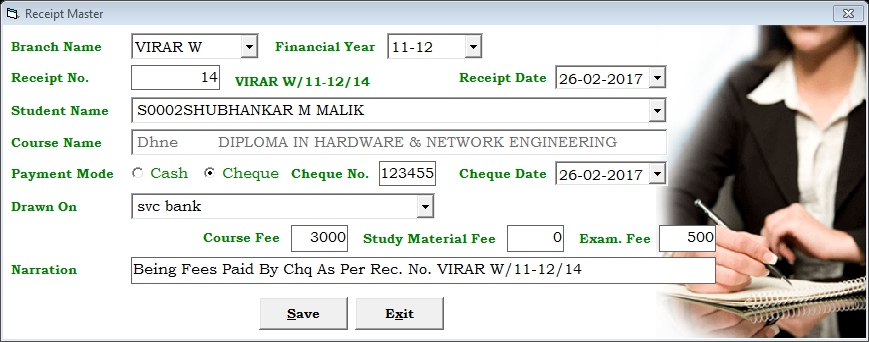 Receipt Master
Branch Name VIRAR W Financial Year 11-12
Receipt No. 14 VIRAR W/11-12/14 Receipt Date 26-02-2017
Student Name S0002SHUBHANKAR M MALIK
Course Name Dhne DIPLOMA IN HARDWARE & NETWORK ENGINEERING
Payment Mode Cash Cheque Cheque No. 123455 Cheque Date 26-02-2017
Drawn On svc bank
Course Fee 3000 Study Material Fee 0 Exam. Fee 500
Narration Being Fees Paid By Chq As Per Rec. No. VIRAR W/11-12/14
Save Exit